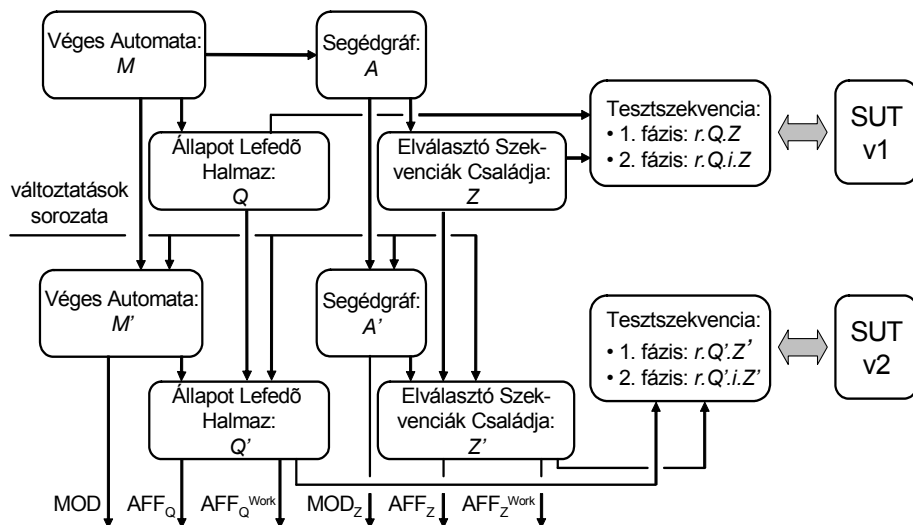 Véges Automata:
M
Segédgráf:
A
Tesztszekvencia:
• 1. fázis: r.Q.Z
• 2. fázis: r.Q.i.Z
SUT
v1
Állapot Lefedõ
Halmaz:
Q
Elválasztó Szek-
venciák Családja:
Z
változtatások
sorozata
Véges Automata:
M'
Segédgráf:
A'
Tesztszekvencia:
• 1. fázis: r.Q'.Z'
• 2. fázis: r.Q'.i.Z'
SUT
v2
Állapot Lefedõ
Halmaz:
Q'
Elválasztó Szek-
venciák Családja:
Z'
MOD
AFF_Q
AFF_Q^Work
MOD_Z
AFF_Z
AFF_Z^Work